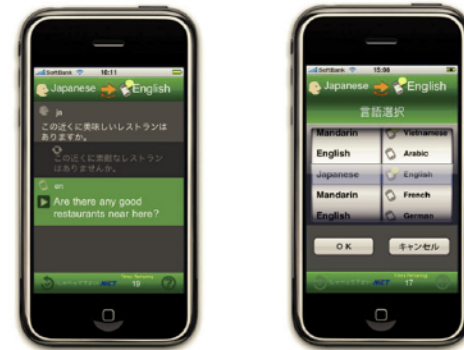 SoftBank 10:11
Japanese English
ja
この近くに美味しいレストランは
ありますか。
この近くに素敵なレストラン
はありませんか。
en
Are there any good
restaurants near here?
NICT 19
SoftBank 15:06
Japanese English
言語選択
Mandarin Vietnamese
English Arabic
Japanese English
Mandarin French
English German
OK キャンセル
NICT 17